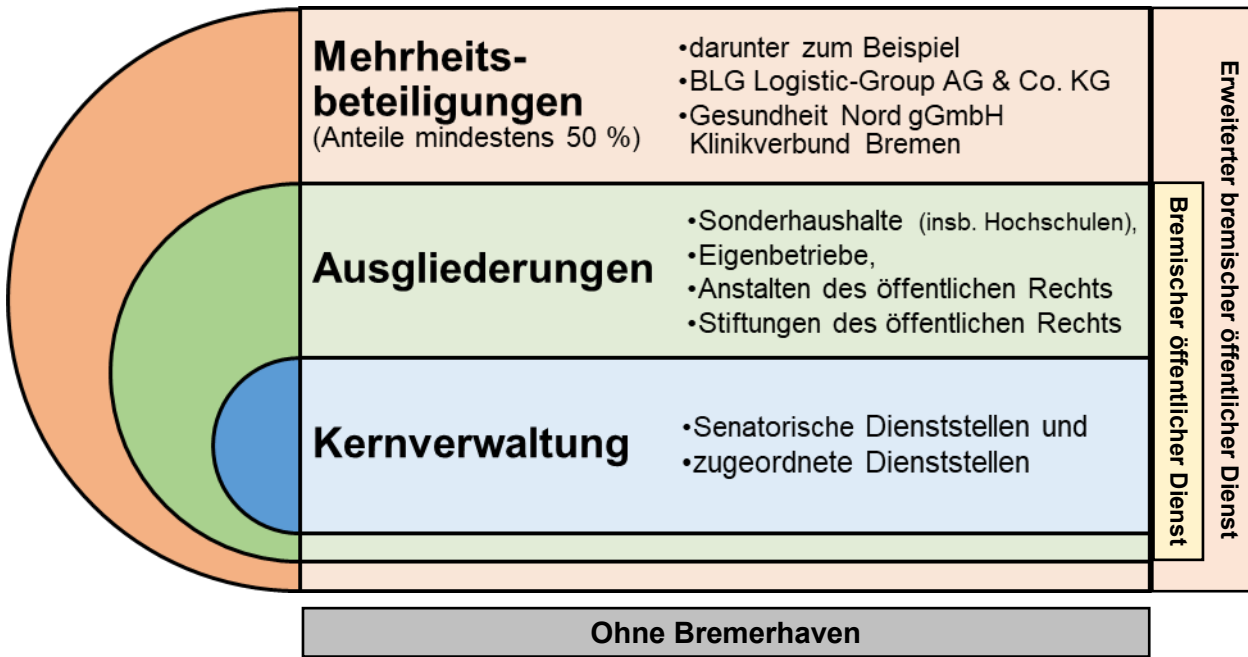 Mehrheits-
beteiligungen
(Anteile mindestens 50 %)
•darunter zum Beispiel
•BLG Logistic-Group AG & Co. KG
•Gesundheit Nord gGmbH
Klinikverbund Bremen
Ausgliederungen
•Sonderhaushalte (insb. Hochschulen),
•Eigenbetriebe,
•Anstalten des öffentlichen Rechts
•Stiftungen des öffentlichen Rechts
Kernverwaltung
•Senatorische Dienststellen und
•zugeordnete Dienststellen
Bremischer öffentlicher Dienst
Erweiterter bremischer öffentlicher Dienst
Ohne Bremerhaven